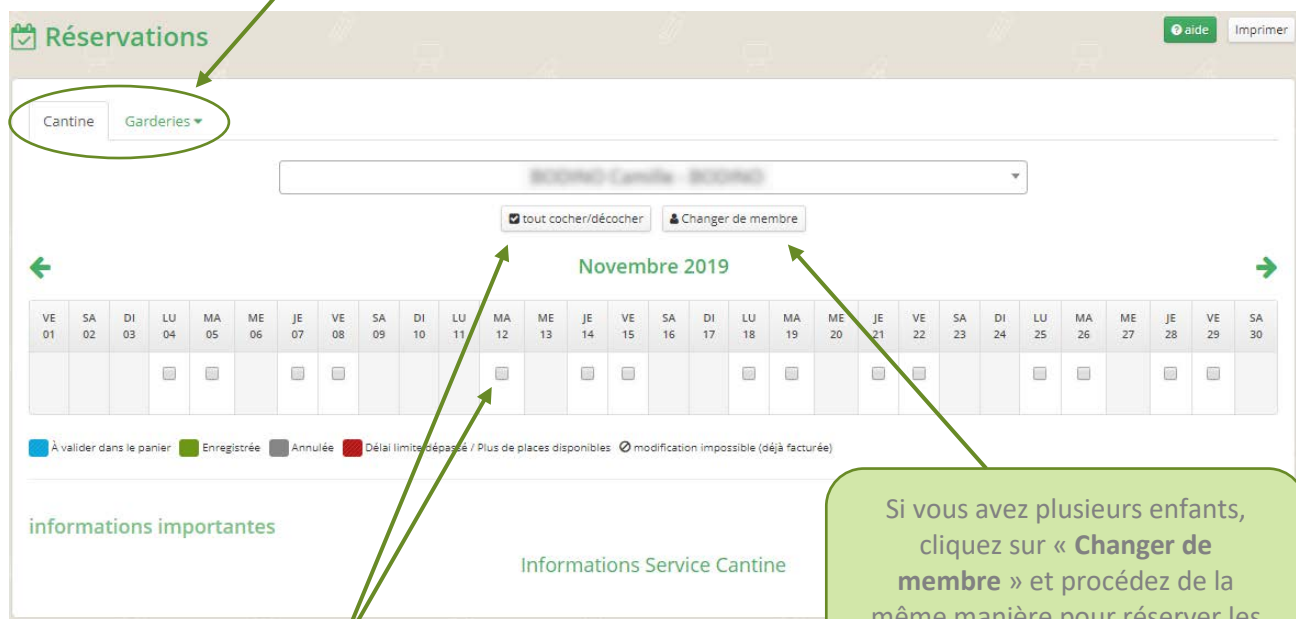 Réservations
aide
Imprimer
Cantine Garderies
tout cocher/décocher Changer de membre
Novembre 2019
VE SA DI LU MA ME JE VE SA DI LU MA ME JE VE SA DI LU MA ME JE VE SA DI LU MA ME JE VE SA
01 02 03 04 05 06 07 08 09 10 11 12 13 14 15 16 17 18 19 20 21 22 23 24 25 26 27 28 29 30
À valider dans le panier Enregistrée Annulée Délai limite dépassé / Plus de places disponibles modification impossible (déjà facturée)
informations importantes
Informations Service Cantine
Si vous avez plusieurs enfants,
cliquez sur « Changer de
membre » et procédez de la
même manière pour réserver les